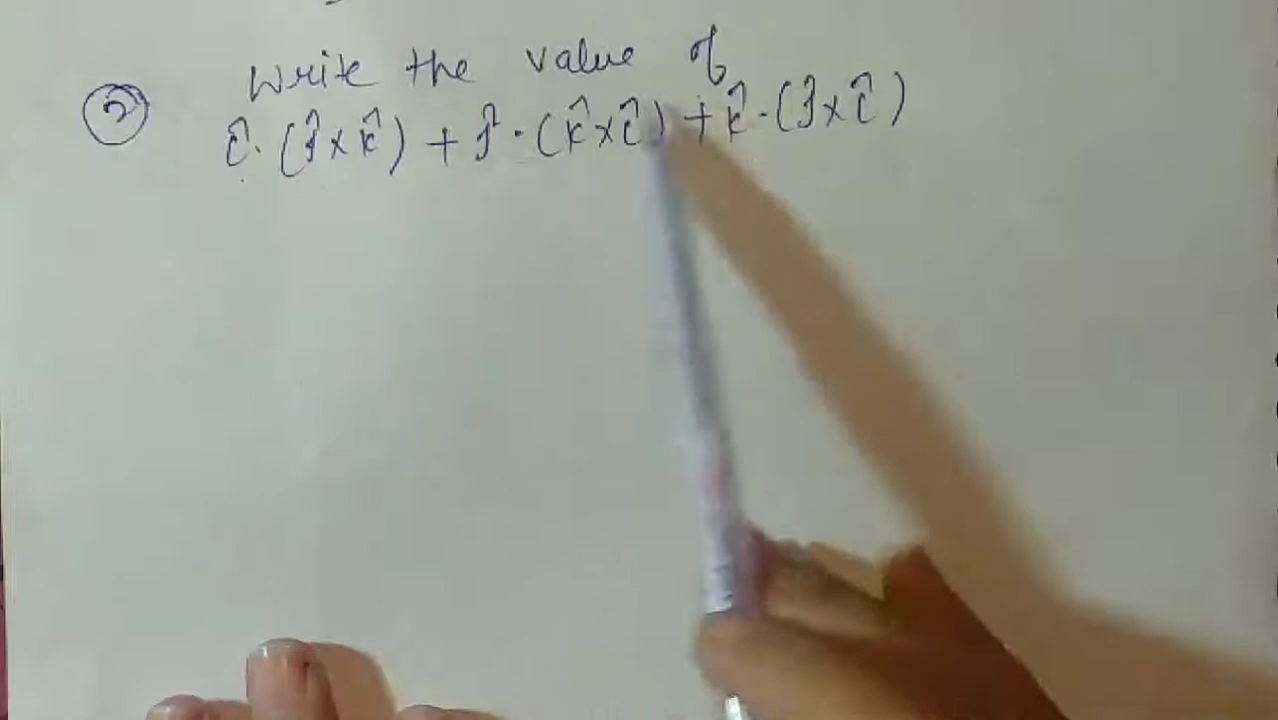 ② Write the value of
î. (ĵ×k̂) + ĵ. (k̂×î) + k̂. (ĵ×î)